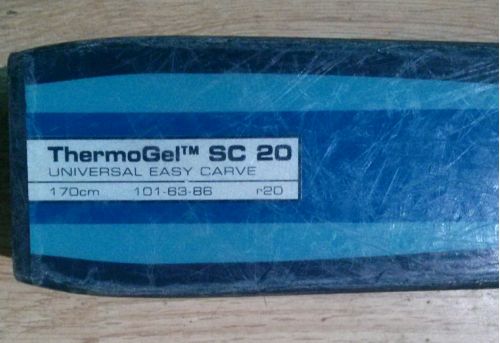 ThermoGel™ SC 20
UNIVERSAL EASY CARVE
170cm 101-63-86 r20